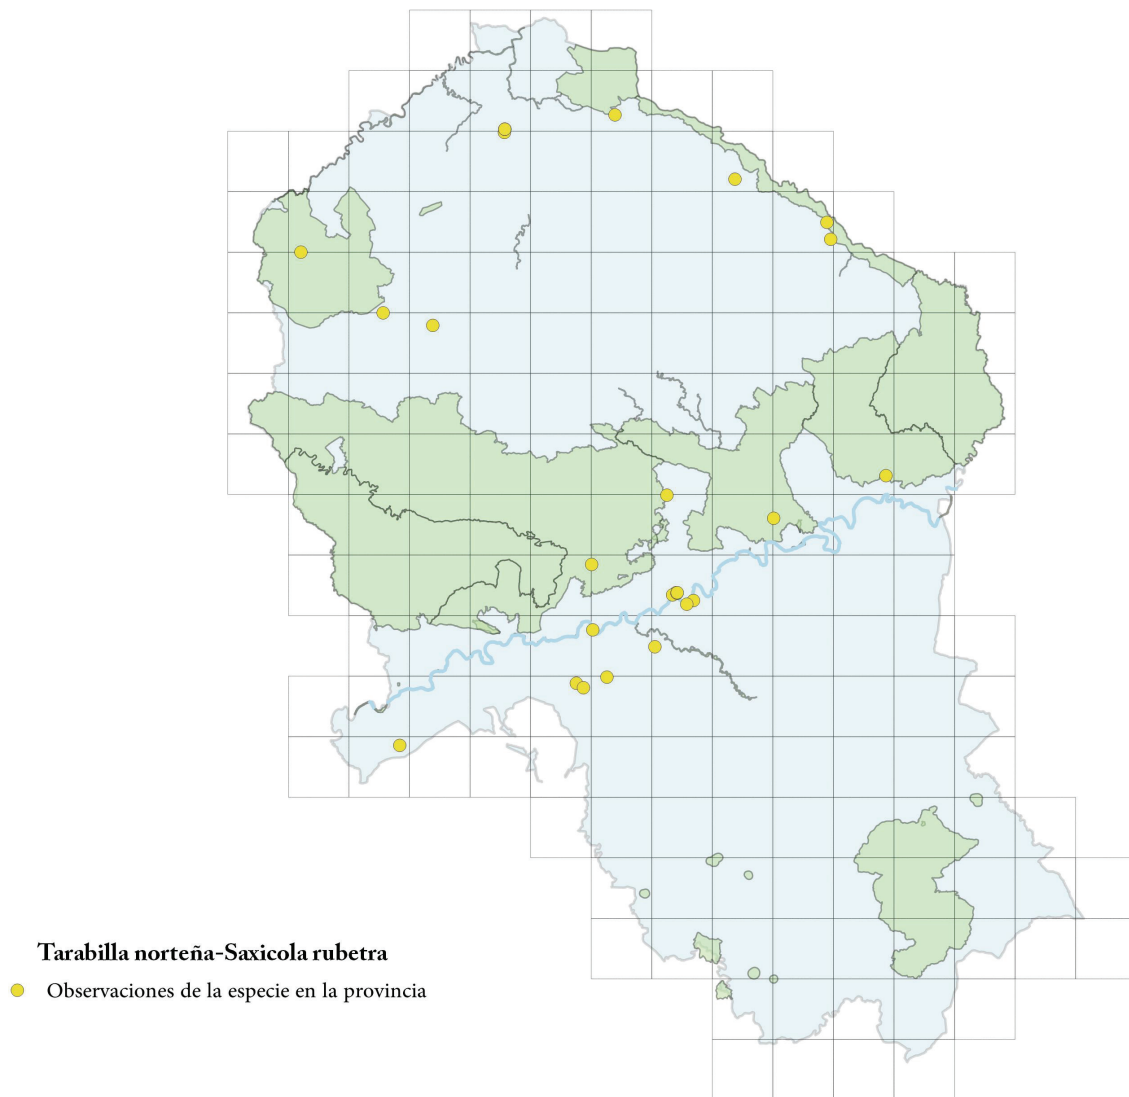 Tarabilla norteña-Saxicola rubetra
Observaciones de la especie en la provincia